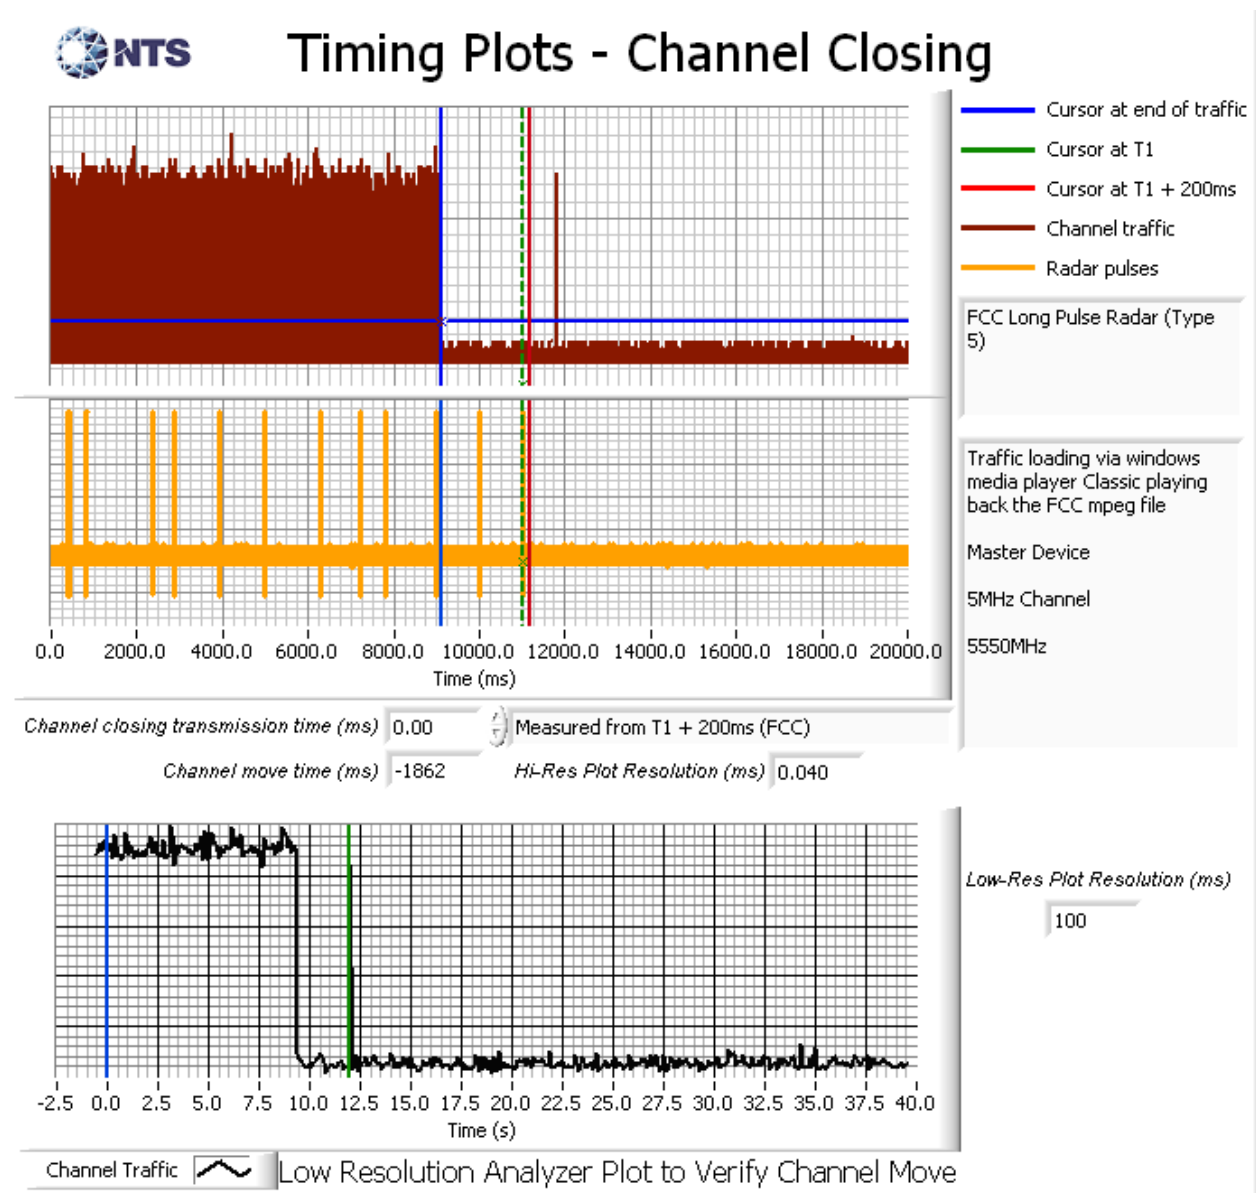 NTS
Timing Plots - Channel Closing
Cursor at end of traffic
Cursor at T1
Cursor at T1 + 200ms
Channel traffic
Radar pulses
FCC Long Pulse Radar (Type
5)
Traffic loading via windows
media player Classic playing
back the FCC mpeg file
Master Device
5MHz Channel
5550MHz
0.0 2000.0 4000.0 6000.0 8000.0 10000.0 12000.0 14000.0 16000.0 18000.0 20000.0
Time (ms)
Channel closing transmission time (ms) 0.00 Measured from T1 + 200ms (FCC)
Channel move time (ms) -1862 Hi-Res Plot Resolution (ms) 0.040
Low-Res Plot Resolution (ms)
100
-2.5 0.0 2.5 5.0 7.5 10.0 12.5 15.0 17.5 20.0 22.5 25.0 27.5 30.0 32.5 35.0 37.5 40.0
Time (s)
Channel Traffic Low Resolution Analyzer Plot to Verify Channel Move